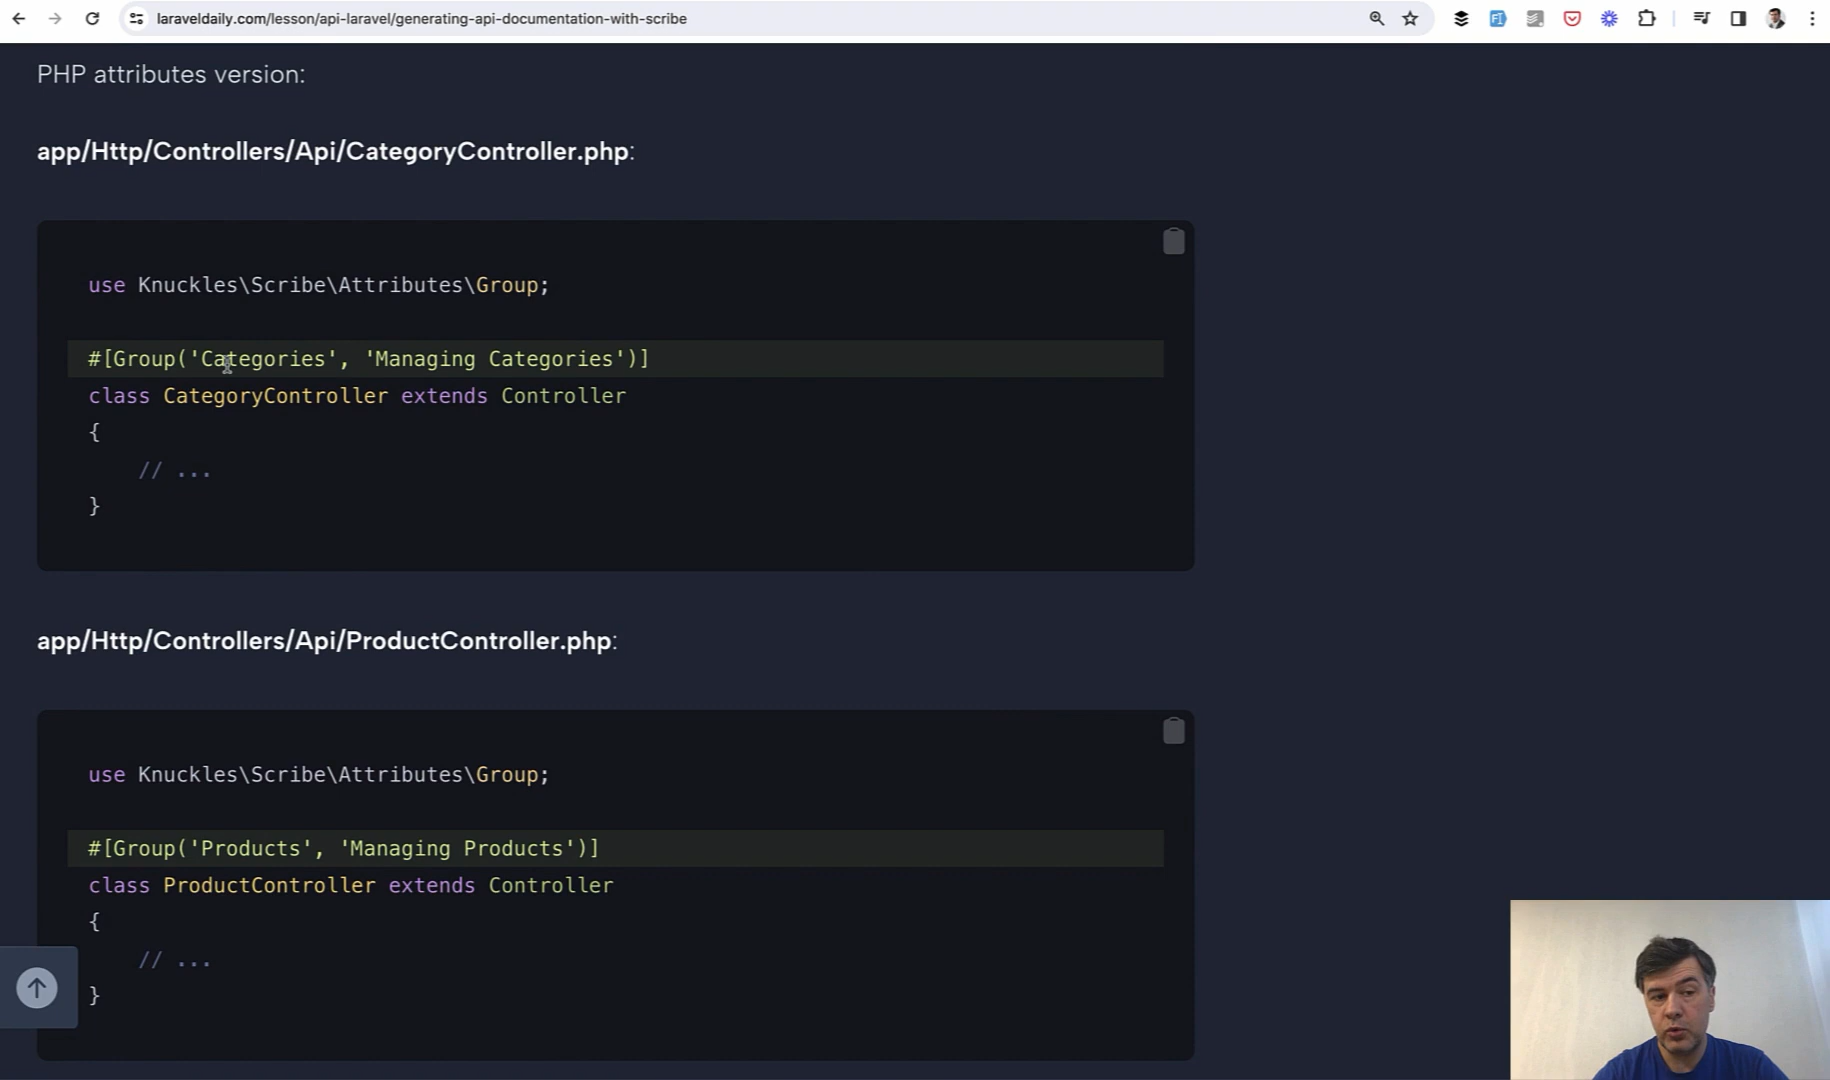 laraveldaily.com/lesson/api-laravel/generating-api-documentation-with-scribe
PHP attributes version:
app/Http/Controllers/Api/CategoryController.php:
use Knuckles\Scribe\Attributes\Group;
#[Group('Categories', 'Managing Categories')]
class CategoryController extends Controller
{
// ...
}
app/Http/Controllers/Api/ProductController.php:
use Knuckles\Scribe\Attributes\Group;
#[Group('Products', 'Managing Products')]
class ProductController extends Controller
{
// ...
}